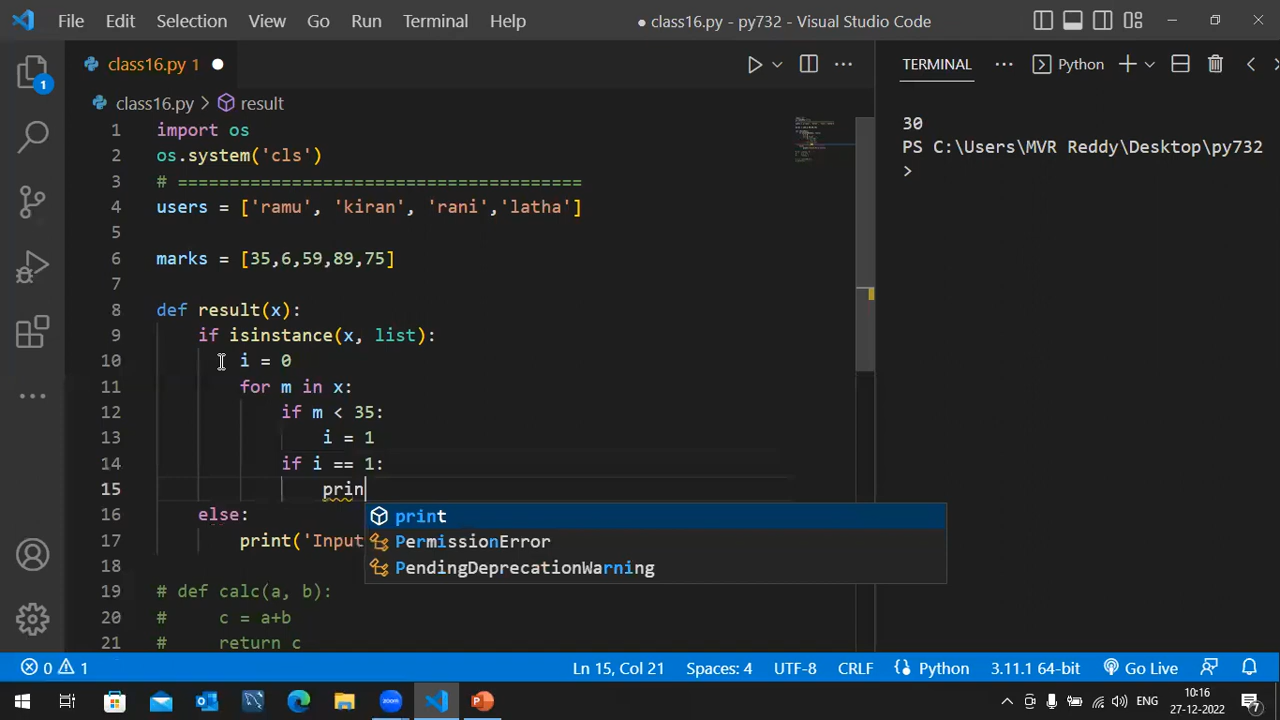 File Edit Selection View Go Run Terminal Help ● class16.py - py732 - Visual Studio Code
class16.py 1 ●
TERMINAL ··· Python
class16.py > result
1 import os
2 os.system('cls')
3 # =======================================
4 users = ['ramu', 'kiran', 'rani','latha']
5
6 marks = [35,6,59,89,75]
7
8 def result(x):
9 if isinstance(x, list):
10 i = 0
11 for m in x:
12 if m < 35:
13 i = 1
14 if i == 1:
15 prin
16 else:
17 print('Input
18
19 # def calc(a, b):
20 # c = a+b
21 # return c
print
PermissionError
PendingDeprecationWarning
30
PS C:\Users\MVR Reddy\Desktop\py732
>
1
0 1 Ln 15, Col 21 Spaces: 4 UTF-8 CRLF Python 3.11.1 64-bit Go Live
zoom ENG 10:16
27-12-2022 7